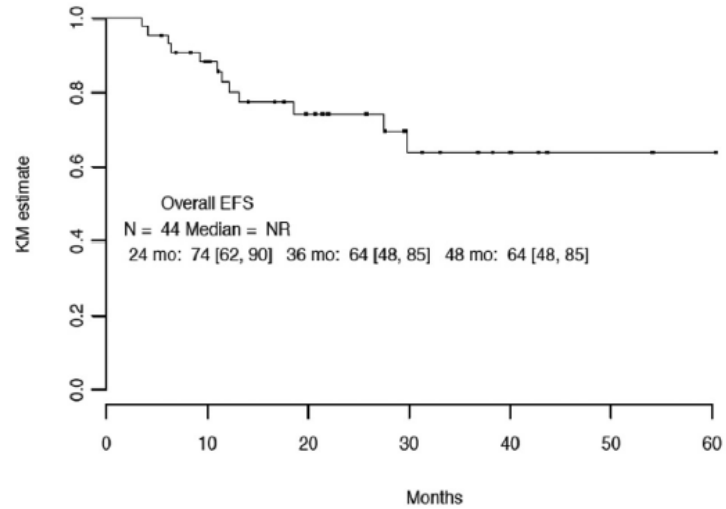 1.0
0.8
0.6
0.4
0.2
0.0
KM estimate
Overall EFS
N = 44 Median = NR
24 mo: 74 [62, 90] 36 mo: 64 [48, 85] 48 mo: 64 [48, 85]
0 10 20 30 40 50 60
Months